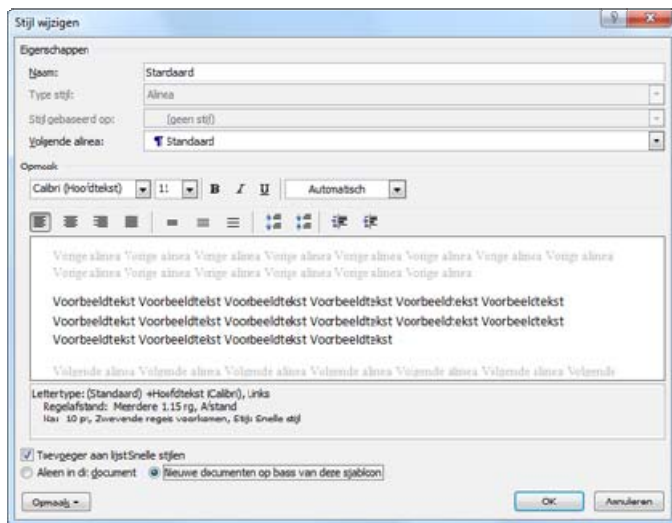 Stijl wijzigen
Eigenschappen
Naam: Standaard
Type stijl: Alinea
Stijl gebaseerd op: (geen stijl)
Volgende alinea: ¶ Standaard
Opmaak
Calibri (Hoofdtekst) 11 B I U Automatisch
Vorige alinea Vorige alinea Vorige alinea Vorige alinea Vorige alinea Vorige alinea Vorige alinea Vorige alinea
Vorige alinea Vorige alinea Vorige alinea Vorige alinea Vorige alinea Vorige alinea
Voorbeeldtekst Voorbeeldtekst Voorbeeldtekst Voorbeeldtekst Voorbeeldtekst Voorbeeldtekst
Voorbeeldtekst Voorbeeldtekst Voorbeeldtekst Voorbeeldtekst Voorbeeldtekst Voorbeeldtekst
Voorbeeldtekst Voorbeeldtekst Voorbeeldtekst Voorbeeldtekst
Volgende alinea Volgende alinea Volgende alinea Volgende alinea Volgende alinea Volgende alinea Volgende
Lettertype: (Standaard) +Hoofdtekst (Calibri), Links
Regelafstand: Meerdere 1.15 rg, Afstand
Na: 10 pt, Zwevende regels voorkomen, Stijl: Snelle stijl
Toevoegen aan lijst Snelle stijlen
Alleen in dit document Nieuwe documenten op basis van deze sjabloon
Opmaak OK Annuleren